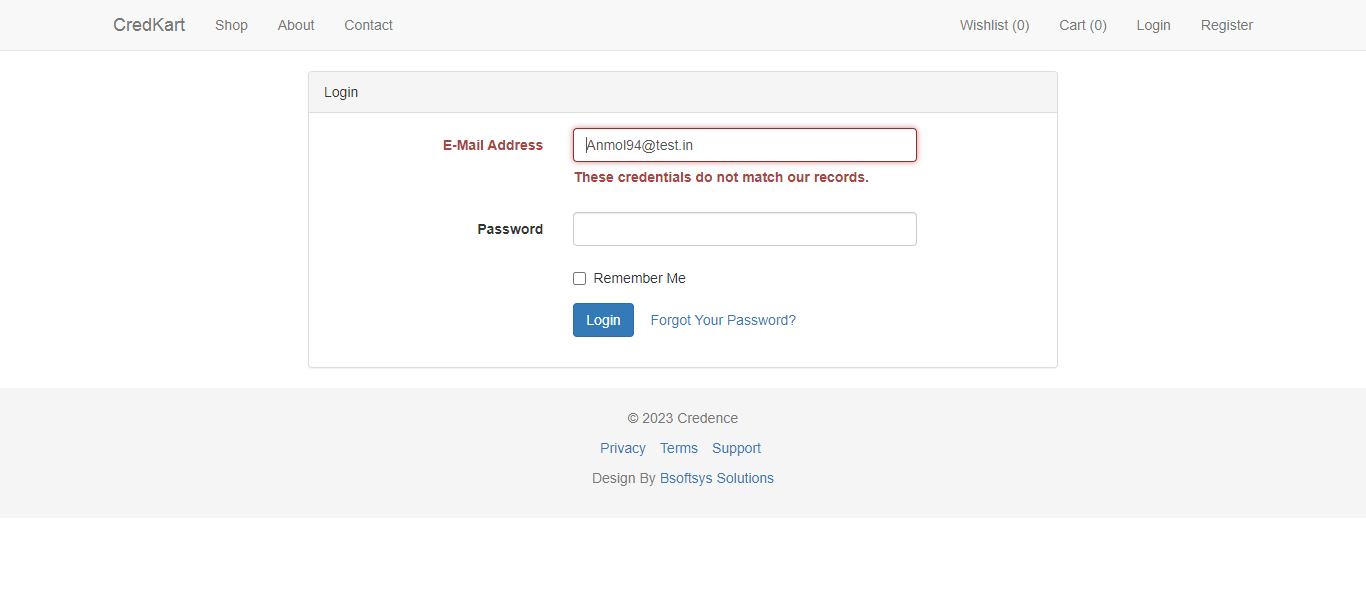 CredKart Shop About Contact Wishlist (0) Cart (0) Login Register
Login
E-Mail Address Anmol94@test.in
These credentials do not match our records.
Password
Remember Me
Login Forgot Your Password?
© 2023 Credence
Privacy Terms Support
Design By Bsoftsys Solutions